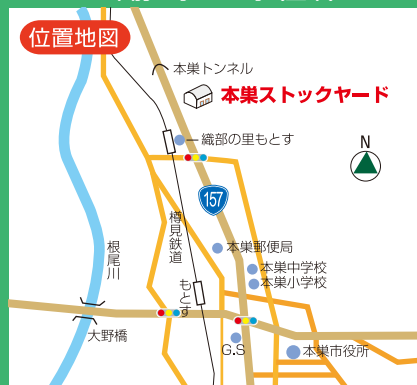 位置地図
本巣トンネル
本巣ストックヤード
織部の里もとす
N
157
樽見鉄道
根尾川
本巣郵便局
本巣中学校
本巣小学校
もとす
大野橋
G.S
本巣市役所